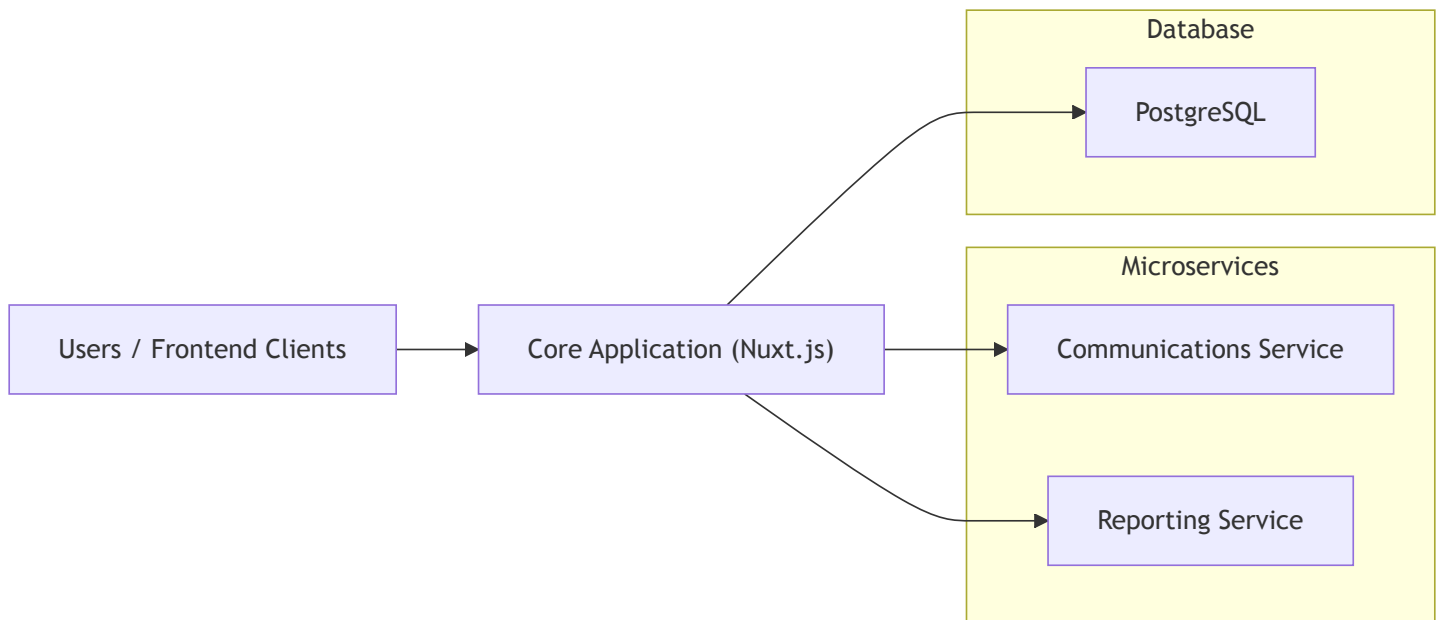 Database
PostgreSQL
Microservices
Users / Frontend Clients
Core Application (Nuxt.js)
Communications Service
Reporting Service